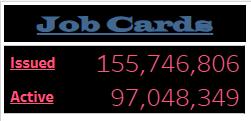 Job Cards
Issued 155,746,806
Active 97,048,349